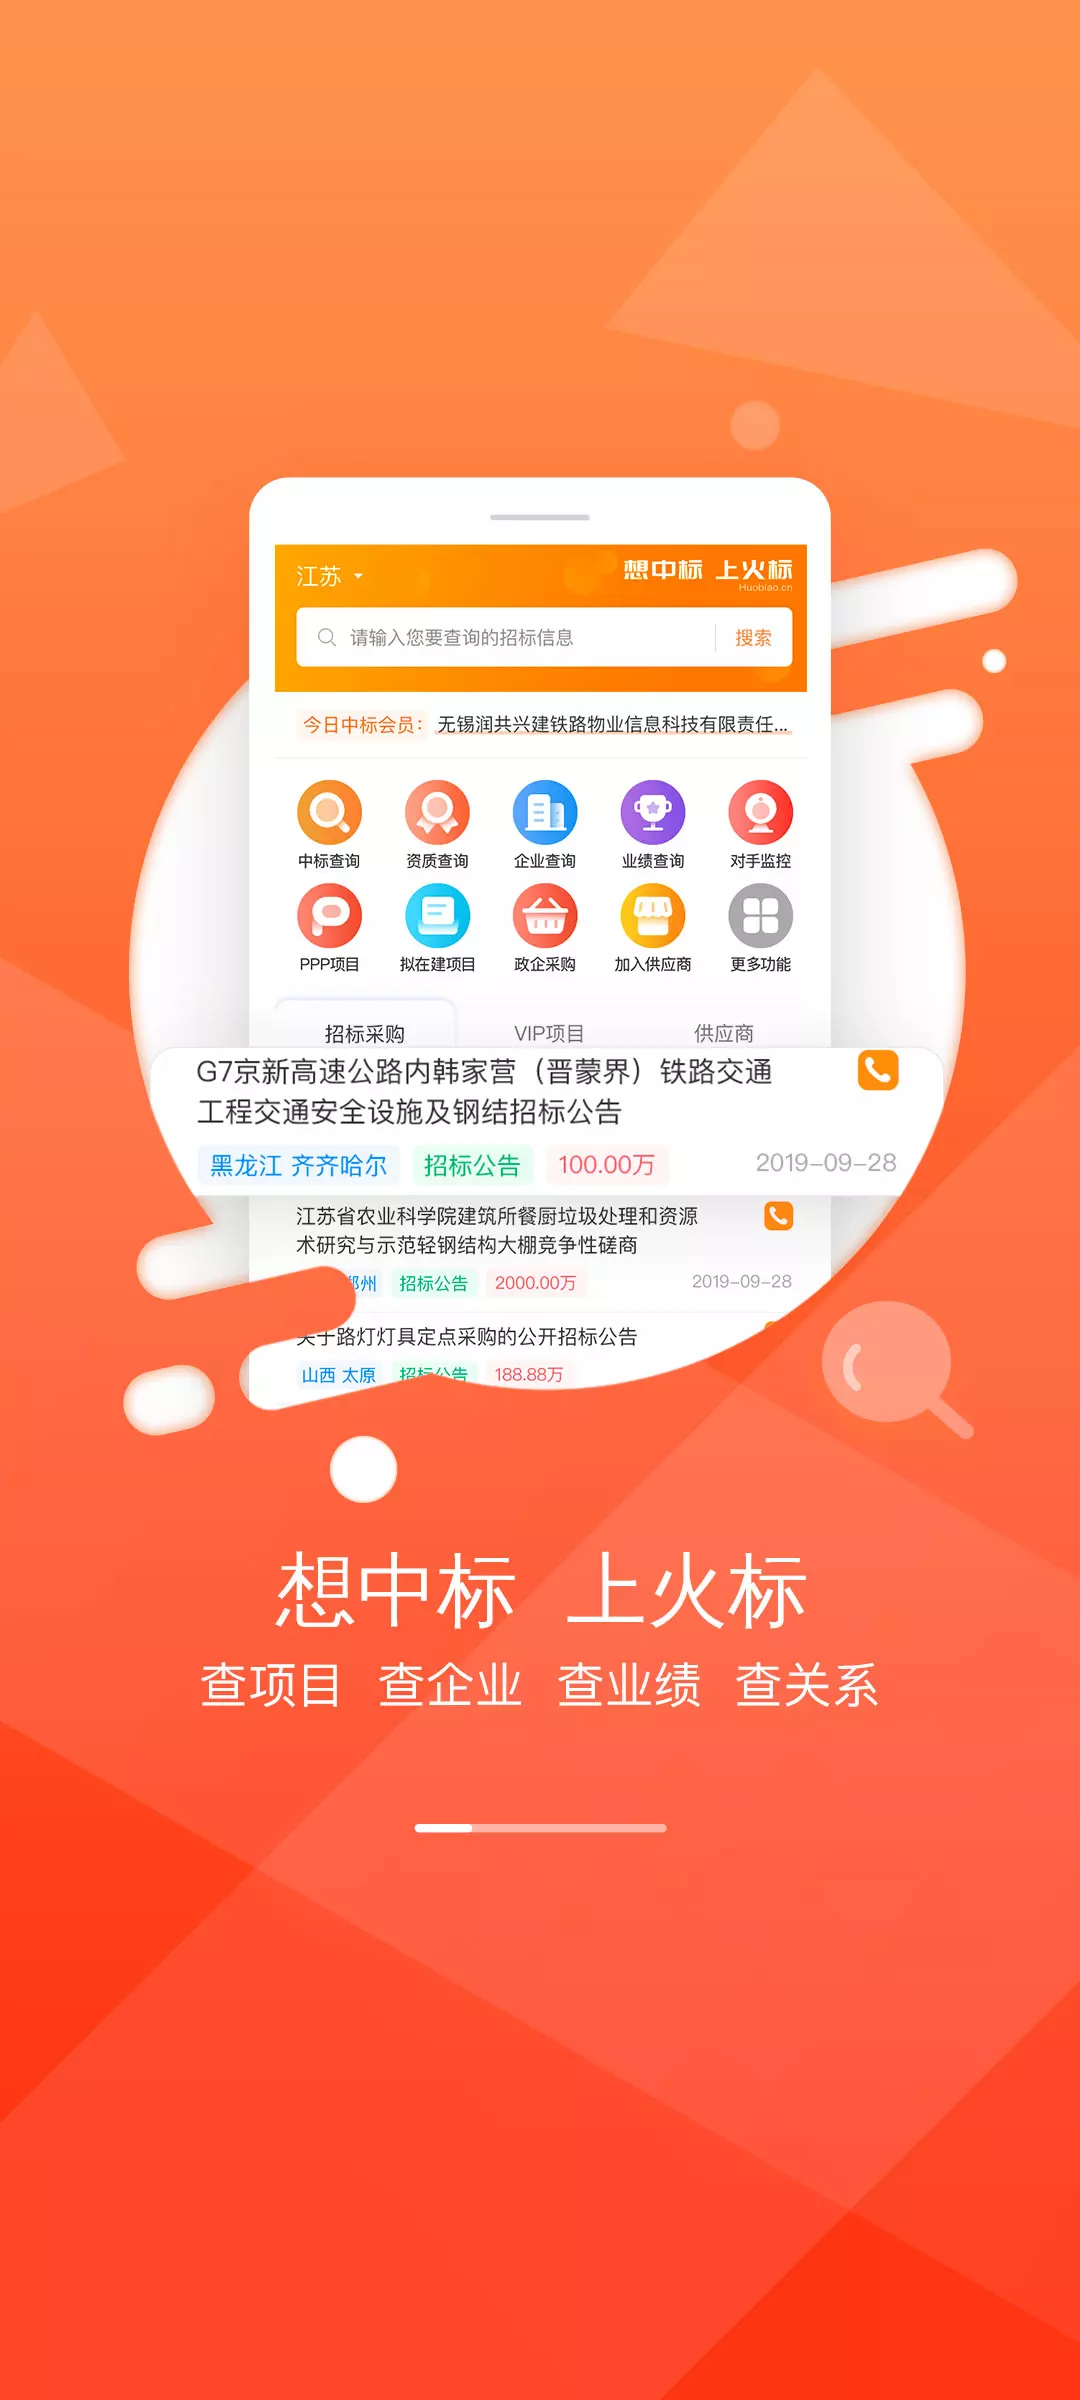 江苏
想中标 上火标
Huobiao.cn
请输入您要查询的招标信息
搜索
今日中标会员：
无锡润共兴建铁路物业信息科技有限责任...
中标查询 资质查询 企业查询 业绩查询 对手监控
PPP项目 拟在建项目 政企采购 加入供应商 更多功能
招标采购 VIP项目 供应商
G7京新高速公路内韩家营（晋蒙界）铁路交通
工程交通安全设施及钢结招标公告
黑龙江 齐齐哈尔 招标公告 100.00万 2019-09-28
江苏省农业科学院建筑所餐厨垃圾处理和资源
术研究与示范轻钢结构大棚竞争性磋商
州 招标公告 2000.00万 2019-09-28
关于路灯灯具定点采购的公开招标公告
山西 太原 招标公告 188.88万
想中标 上火标
查项目 查企业 查业绩 查关系